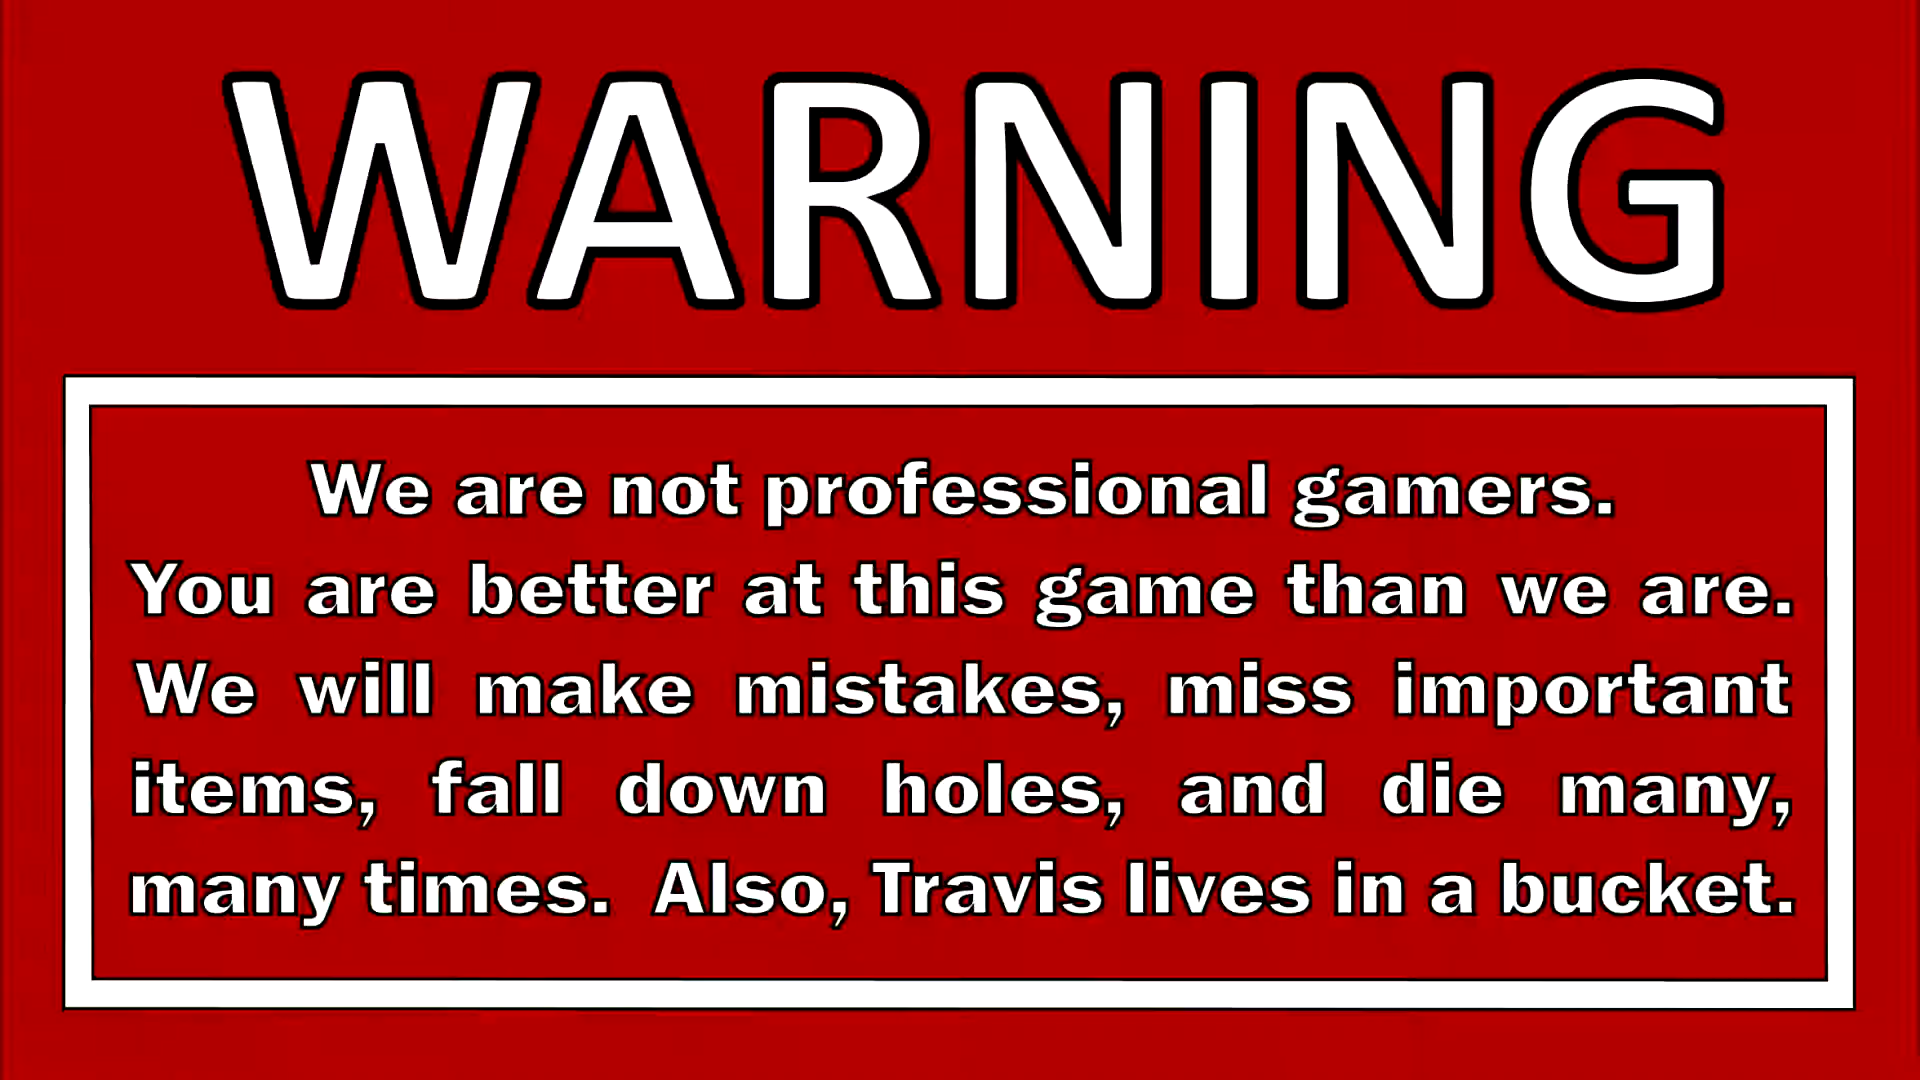 WARNING
We are not professional gamers.
You are better at this game than we are.
We will make mistakes, miss important
items, fall down holes, and die many,
many times.  Also, Travis lives in a bucket.